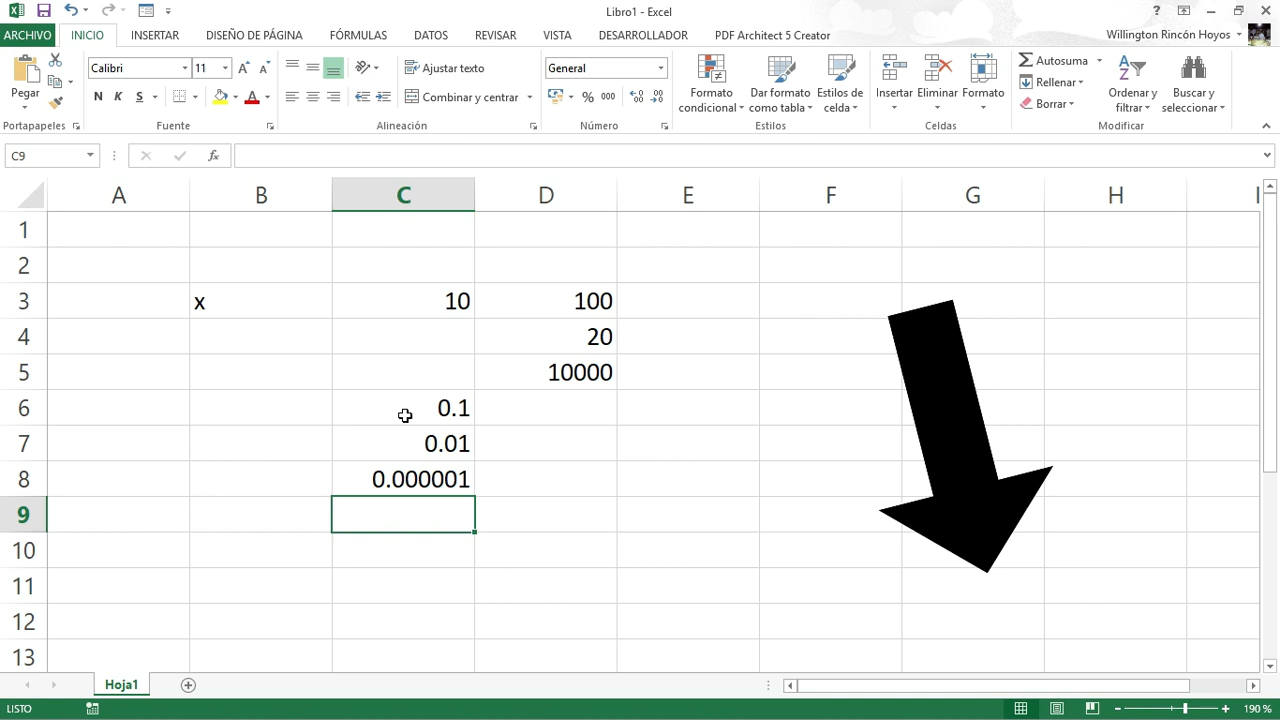 Libro1 - Excel
ARCHIVO INICIO INSERTAR DISEÑO DE PÁGINA FÓRMULAS DATOS REVISAR VISTA DESARROLLADOR PDF Architect 5 Creator Willington Rincón Hoyos
Pegar
Calibri 11
N K S
Ajustar texto
Combinar y centrar
General
% 000
Formato condicional
Dar formato como tabla
Estilos de celda
Insertar Eliminar Formato
Autosuma
Rellenar
Borrar
Ordenar y filtrar
Buscar y seleccionar
Portapapeles Fuente Alineación Número Estilos Celdas Modificar
C9 fx
A B C D E F G H I
1
2
3 x 10 100
4 20
5 10000
6 0.1
7 0.01
8 0.000001
9
10
11
12
13
Hoja1
LISTO 190 %